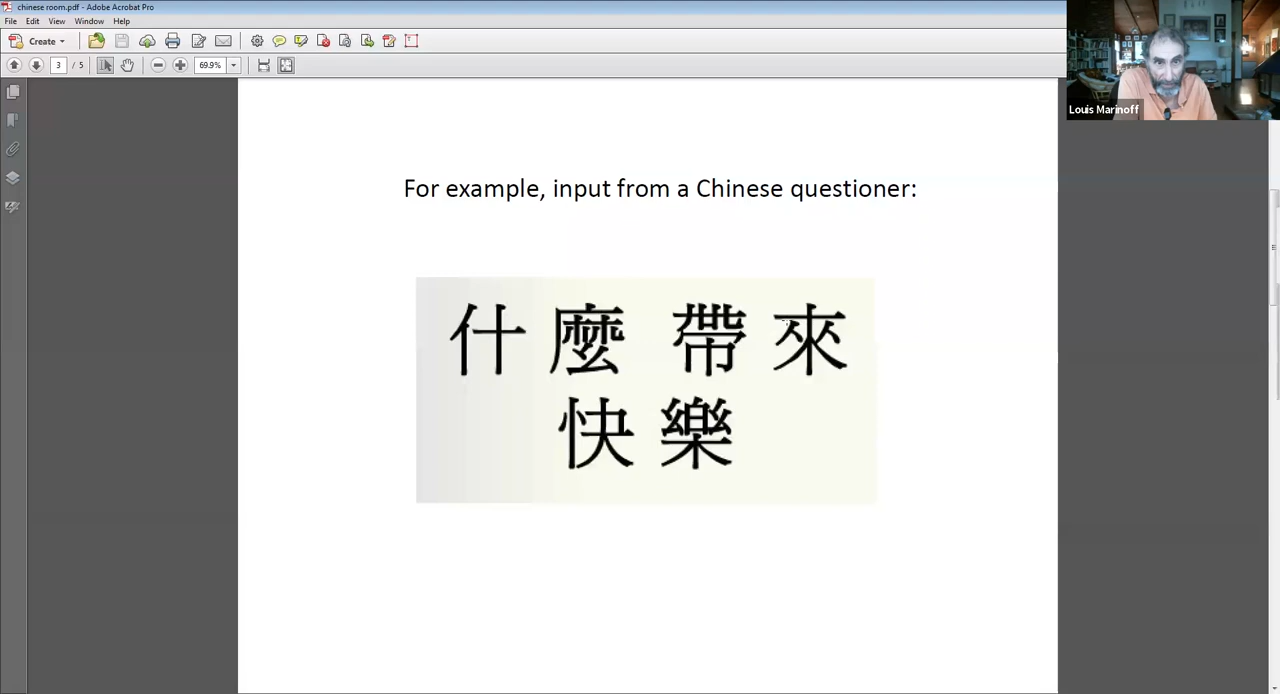 chinese room.pdf - Adobe Acrobat Pro
File Edit View Window Help
Create
3 / 5 69.9%
Louis Marinoff
For example, input from a Chinese questioner:
什麼 帶來
快樂